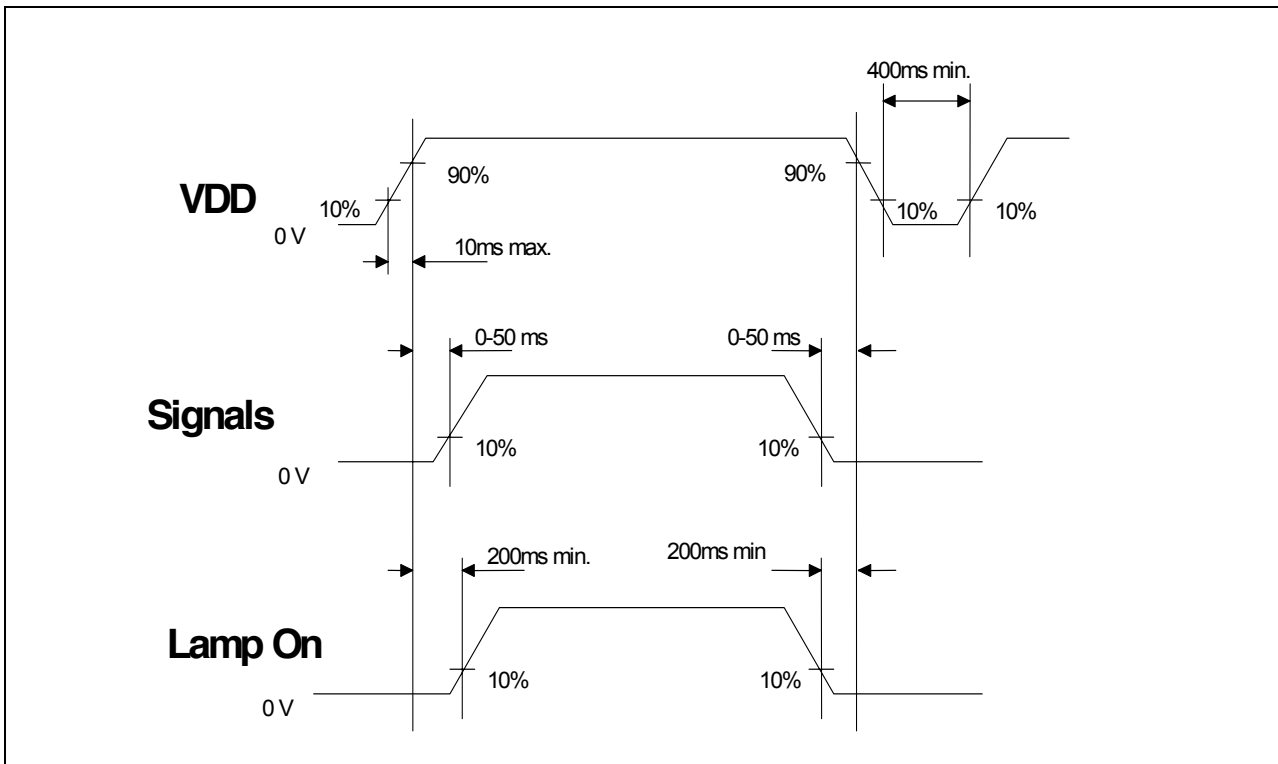 400ms min.
90%
90%
VDD
10%
10%
10%
0 V
10ms max.
0-50 ms
0-50 ms
Signals
10%
10%
0 V
200ms min.
200ms min
Lamp On
10%
10%
0 V